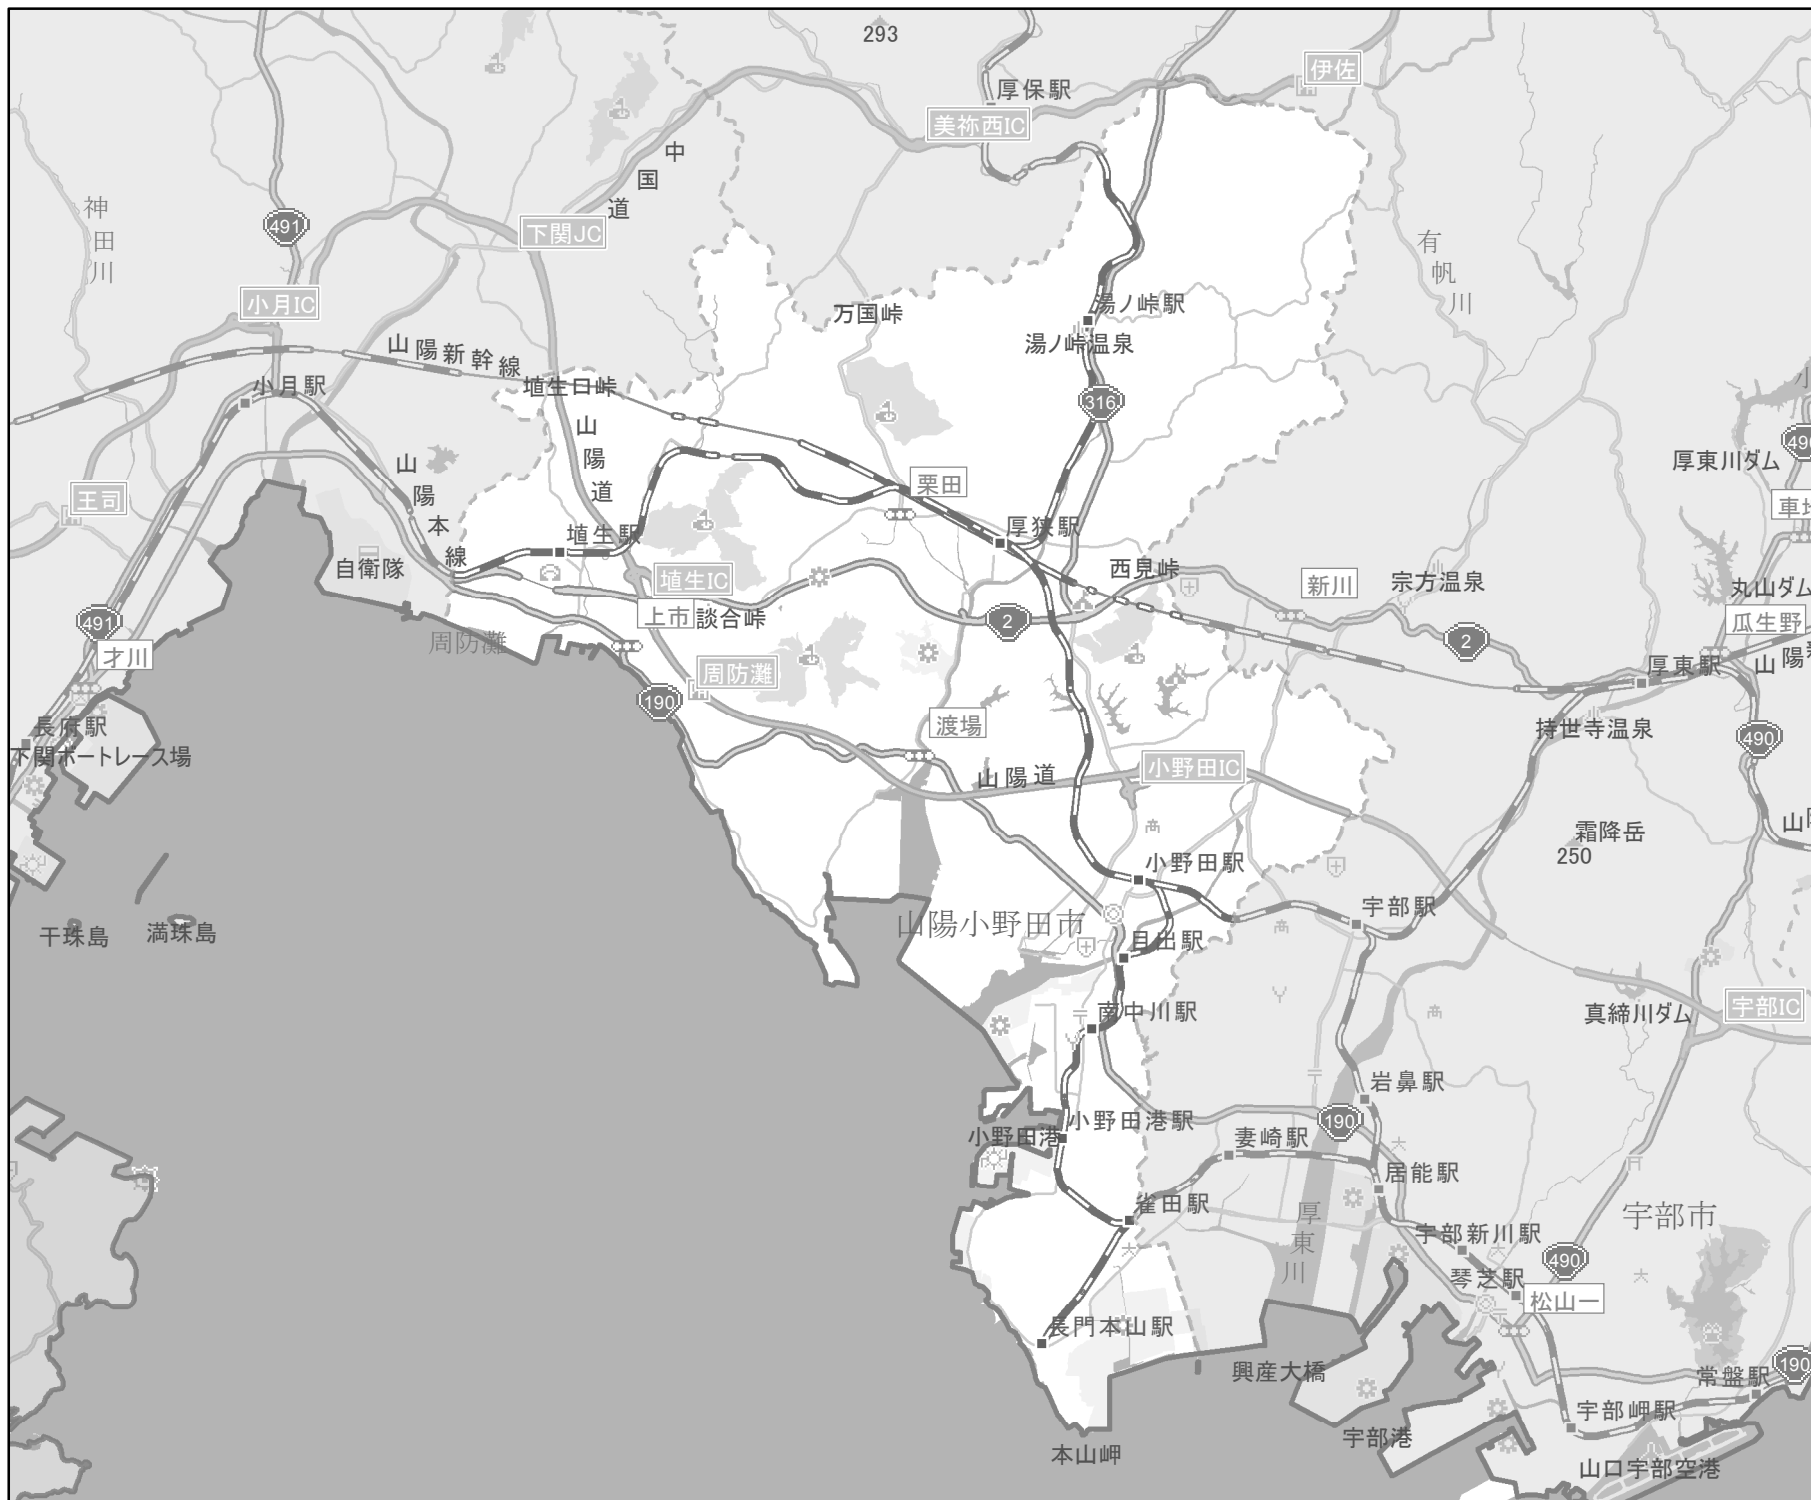 293
伊佐
厚保駅
美祢西IC
中国道
神田川
491
下関JC
有帆川
小月IC
湯ノ峠駅
万国峠
湯ノ峠温泉
山陽新幹線
小月駅
埴生口峠
316
山陽道
490
厚東川ダム
山陽本線
栗田
王司
車地
埴生駅
厚狭駅
自衛隊
西見峠
埴生IC
新川
宗方温泉
丸山ダム
上市
談合峠
2
491
瓜生野
2
周防灘
才川
山陽新
周防灘
厚東駅
190
渡場
長府駅
持世寺温泉
490
下関ボートレース場
小野田IC
山陽道
霜降岳
250
小野田駅
宇部駅
山陽小野田市
干珠島
満珠島
目出駅
南中川駅
真締川ダム
宇部IC
岩鼻駅
小野田港駅
190
小野田港
妻崎駅
居能駅
雀田駅
厚東川
宇部市
宇部新川駅
490
琴芝駅
松山一
長門本山駅
興産大橋
190
常盤駅
宇部岬駅
宇部港
本山岬
山口宇部空港